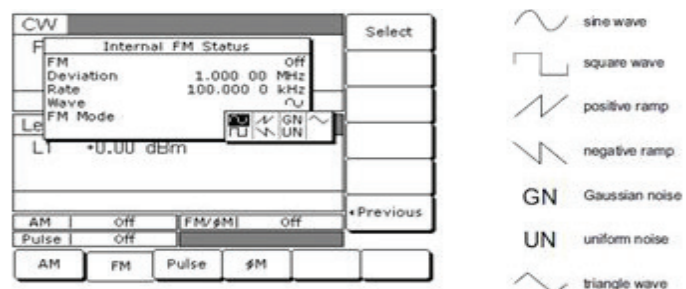 CW
Select
Internal FM Status
F
FM Off
Deviation 1.000 00 MHz
Rate 100.000 0 kHz
Wave
FM Mode
GN
UN
Le
L1 +0.00 dBm
◂Previous
AM Off FM/ϕM Off
Pulse Off
AM FM Pulse ϕM
sine wave
square wave
positive ramp
negative ramp
GN Gaussian noise
UN uniform noise
triangle wave